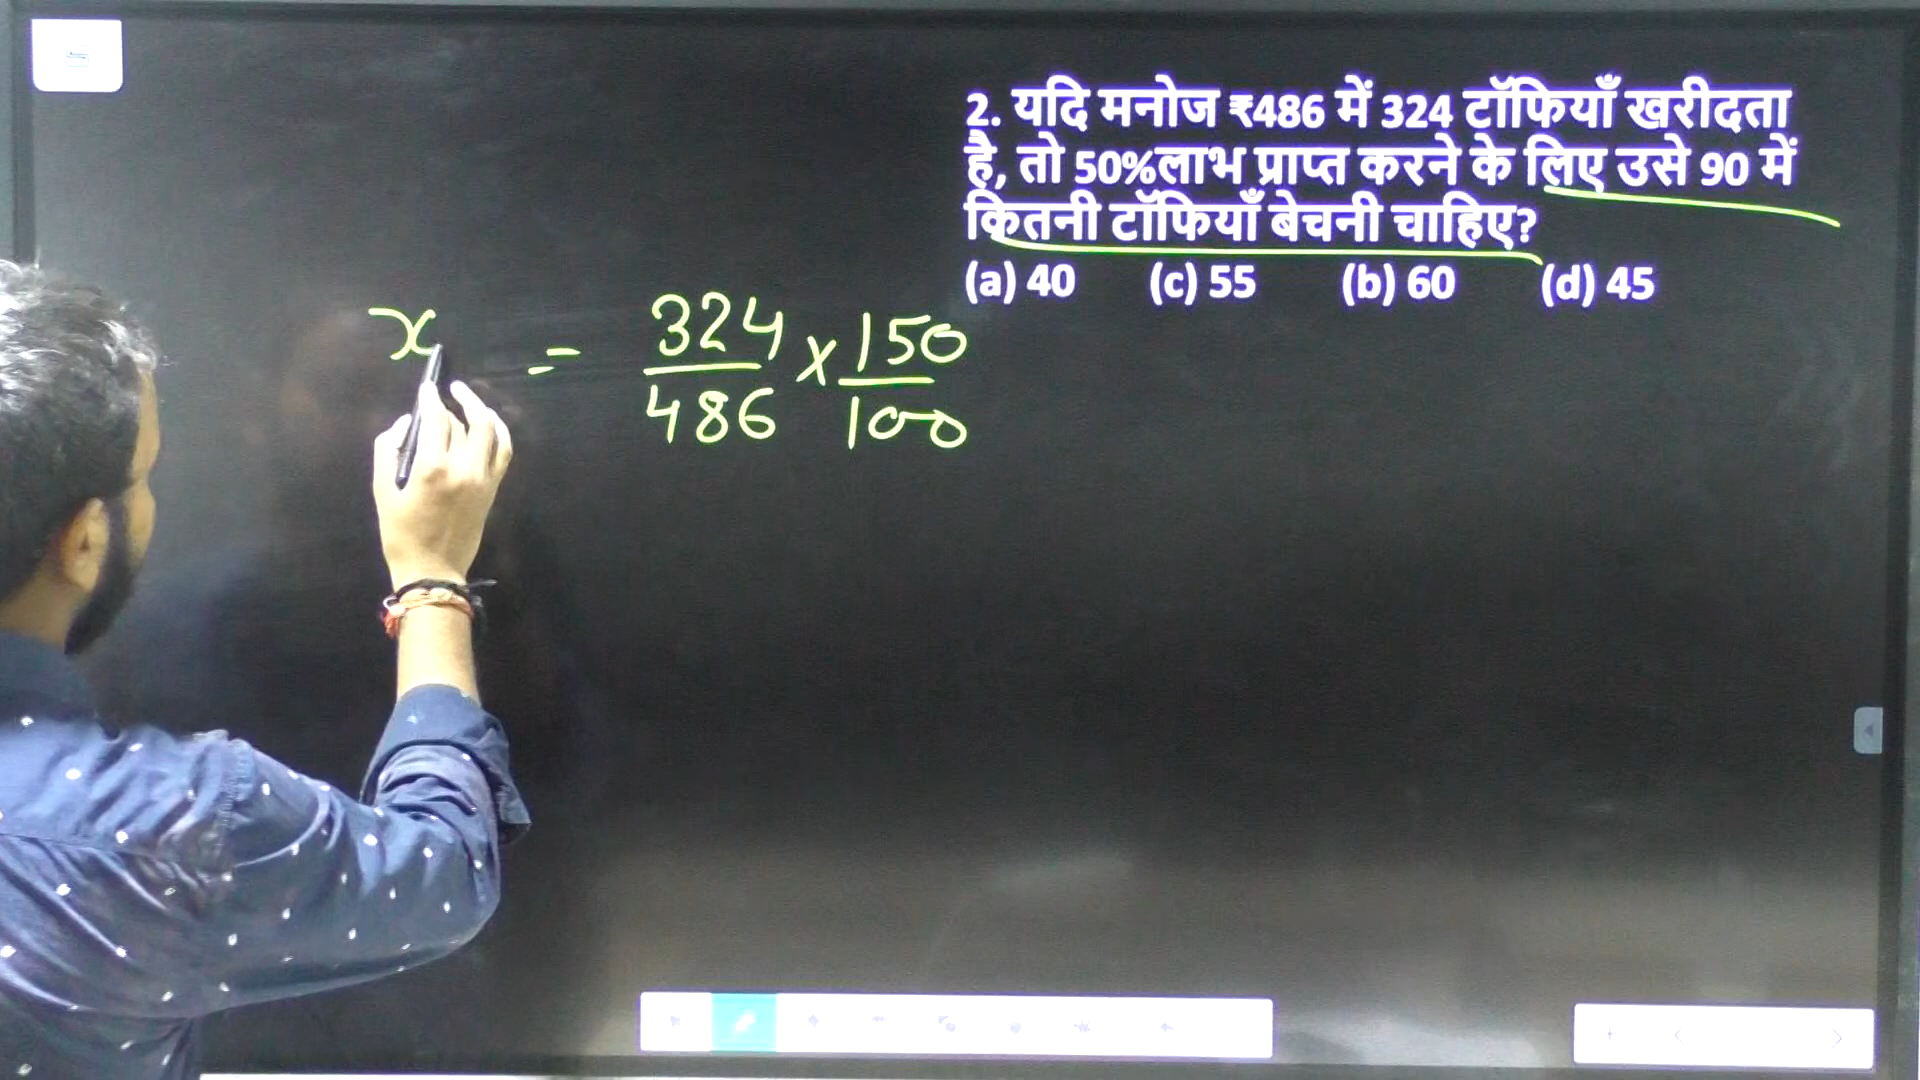 2. यदि मनोज ₹486 में 324 टॉफियाँ खरीदता
है, तो 50%लाभ प्राप्त करने के लिए उसे 90 में
कितनी टॉफियाँ बेचनी चाहिए?
(a) 40 (c) 55 (b) 60 (d) 45
x = 324/486 × 150/100